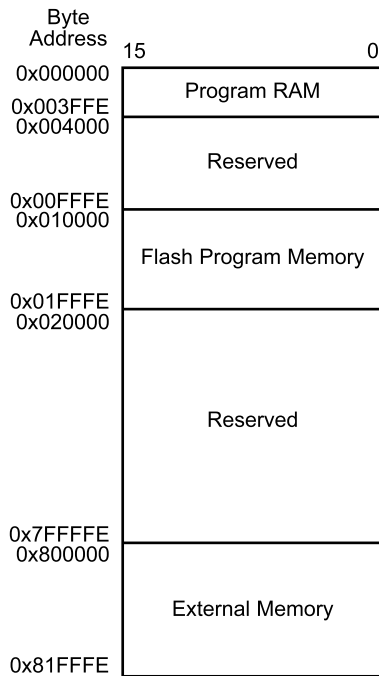 Byte
Address
15 0
0x000000
Program RAM
0x003FFE
0x004000
Reserved
0x00FFFE
0x010000
Flash Program Memory
0x01FFFE
0x020000
Reserved
0x7FFFFE
0x800000
External Memory
0x81FFFE